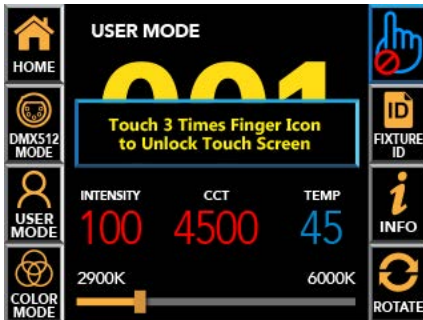 USER MODE
HOME
DMX512
MODE
USER
MODE
COLOR
MODE
Touch 3 Times Finger Icon
to Unlock Touch Screen
INTENSITY
CCT
TEMP
100
4500
45
2900K
6000K
ID
FIXTURE
ID
i
INFO
ROTATE